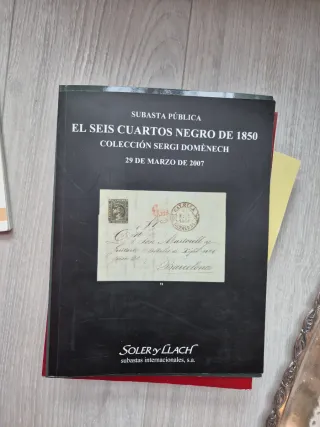 SUBASTA PÚBLICA
EL SEIS CUARTOS NEGRO DE 1850
COLECCIÓN SERGI DOMÈNECH
29 DE MARZO DE 2007
Barcelona
SOLER Y LLACH
subastas internacionales, s.a.